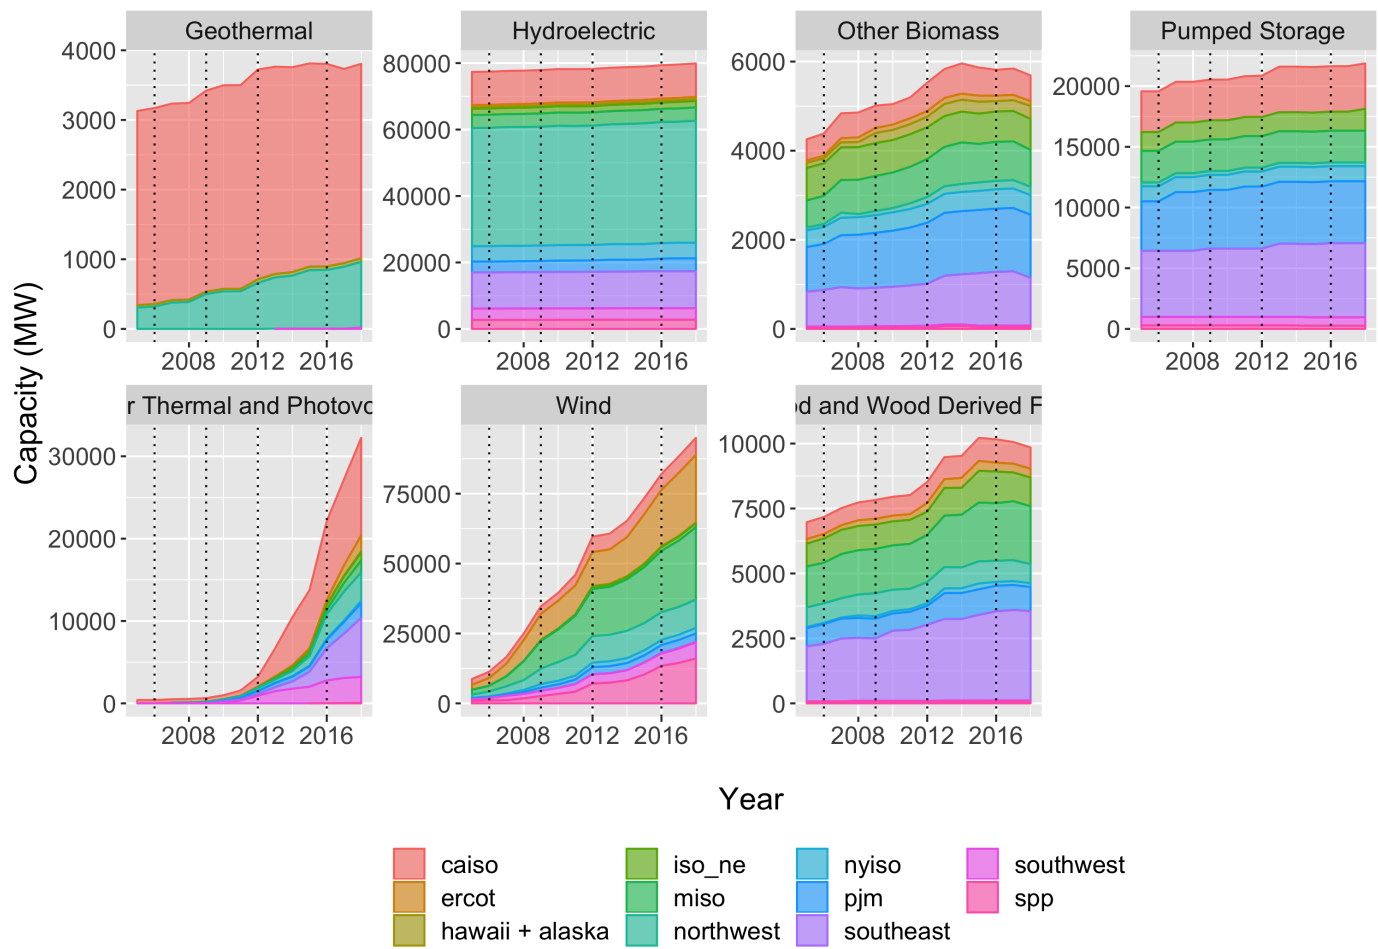 Geothermal
Hydroelectric
Other Biomass
Pumped Storage
4000
3000
2000
1000
0
80000
60000
40000
20000
0
6000
4000
2000
0
20000
15000
10000
5000
0
2008 2012 2016
2008 2012 2016
2008 2012 2016
2008 2012 2016
Capacity (MW)
r Thermal and Photovo
Wind
od and Wood Derived F
30000
20000
10000
0
75000
50000
25000
0
10000
7500
5000
2500
0
2008 2012 2016
2008 2012 2016
2008 2012 2016
Year
caiso
ercot
hawaii + alaska
iso_ne
miso
northwest
nyiso
pjm
southeast
southwest
spp